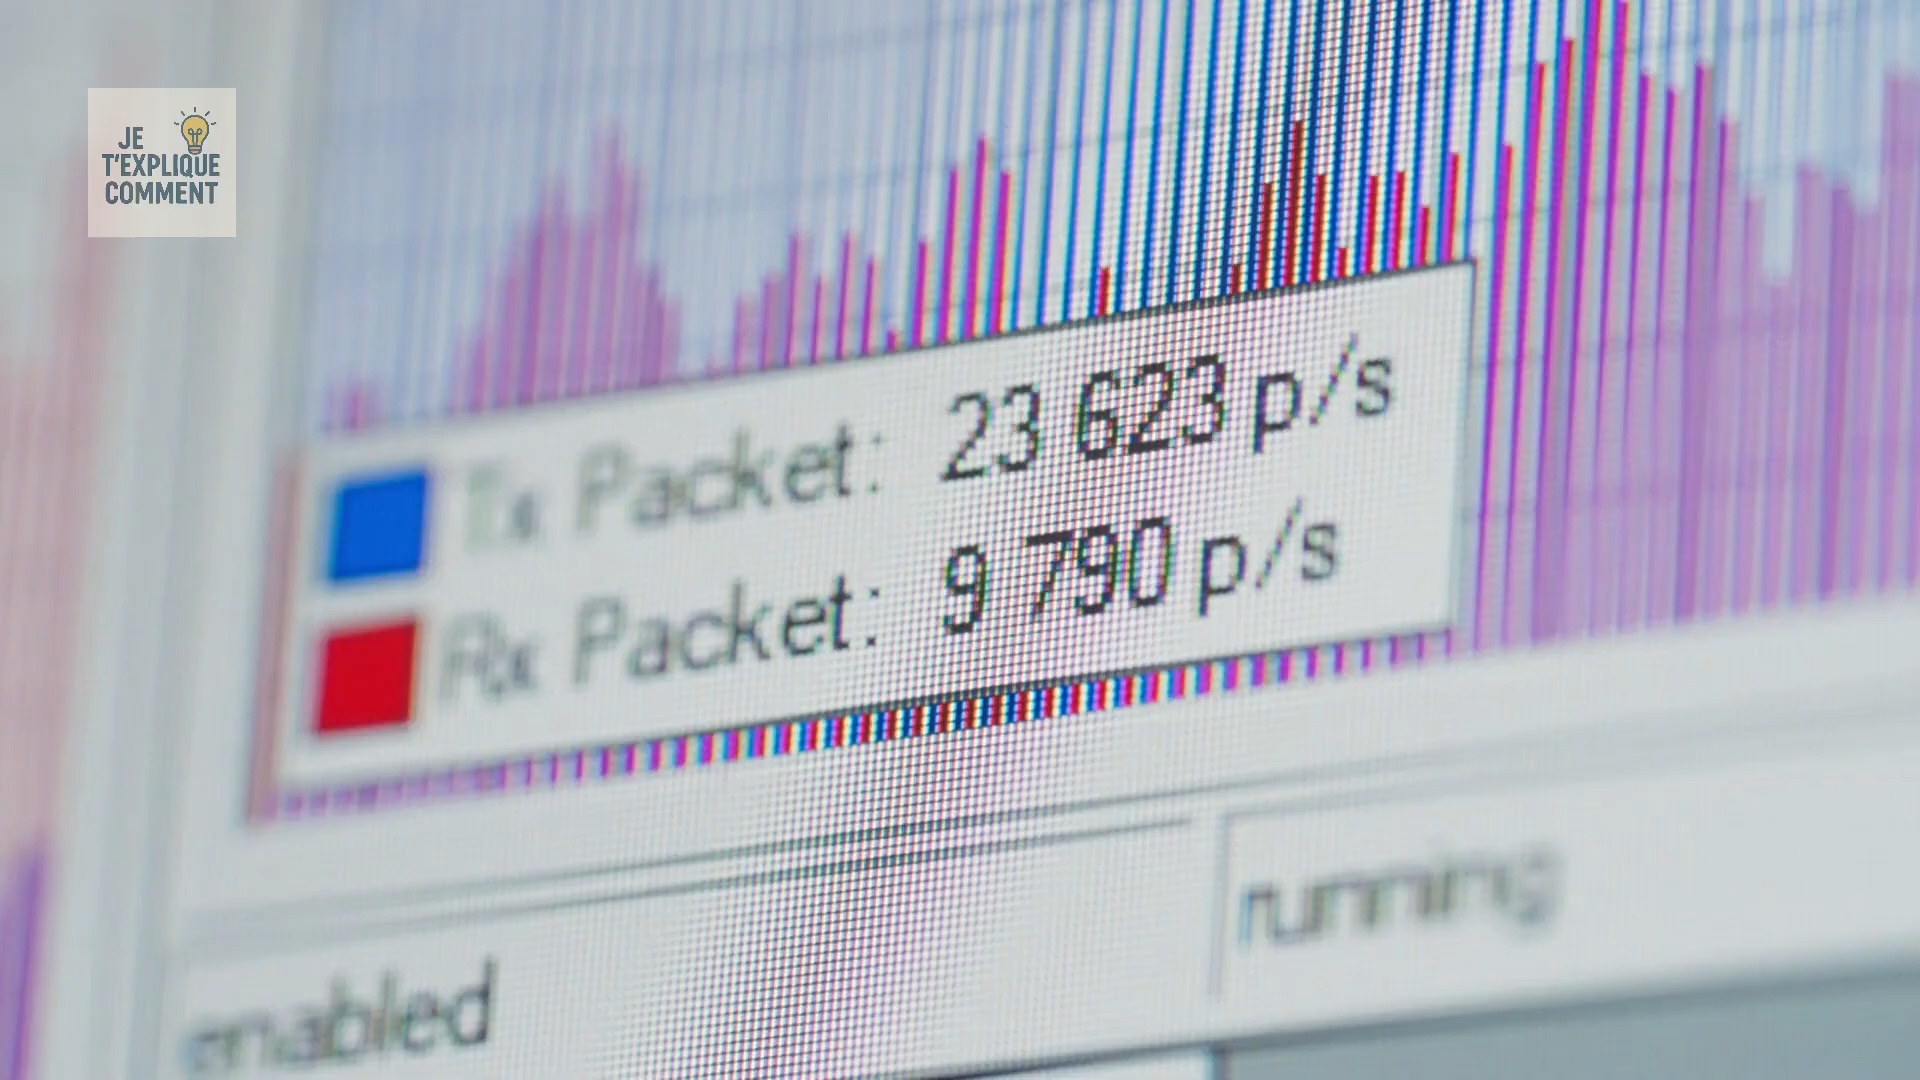 JE
T'EXPLIQUE
COMMENT
Tx Packet: 23 623 p/s
Rx Packet: 9 790 p/s
running
enabled